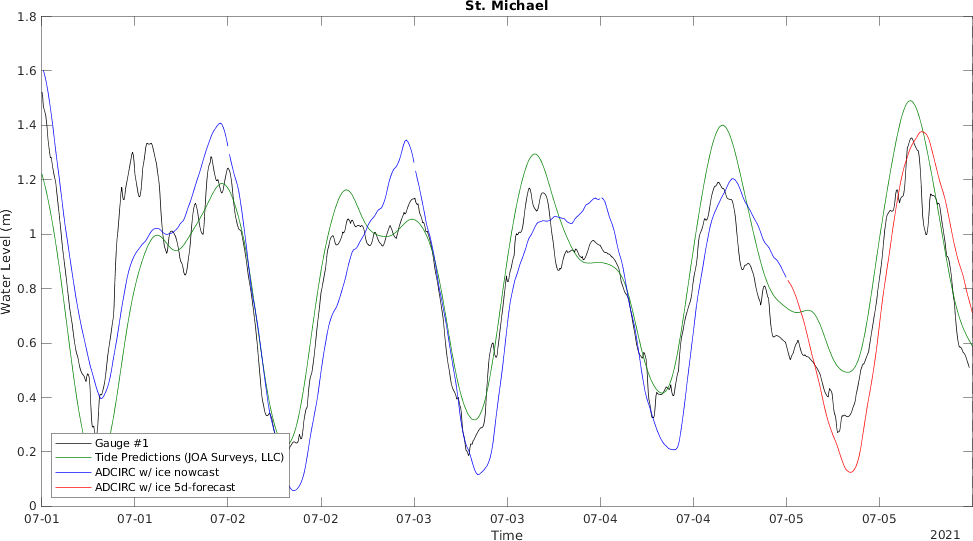 St. Michael
1.8
1.6
1.4
1.2
1
0.8
0.6
0.4
0.2
0
Water Level (m)
Gauge #1
Tide Predictions (JOA Surveys, LLC)
ADCIRC w/ ice nowcast
ADCIRC w/ ice 5d-forecast
07-01 07-01 07-02 07-02 07-03 07-03 07-04 07-04 07-05 07-05
Time
2021